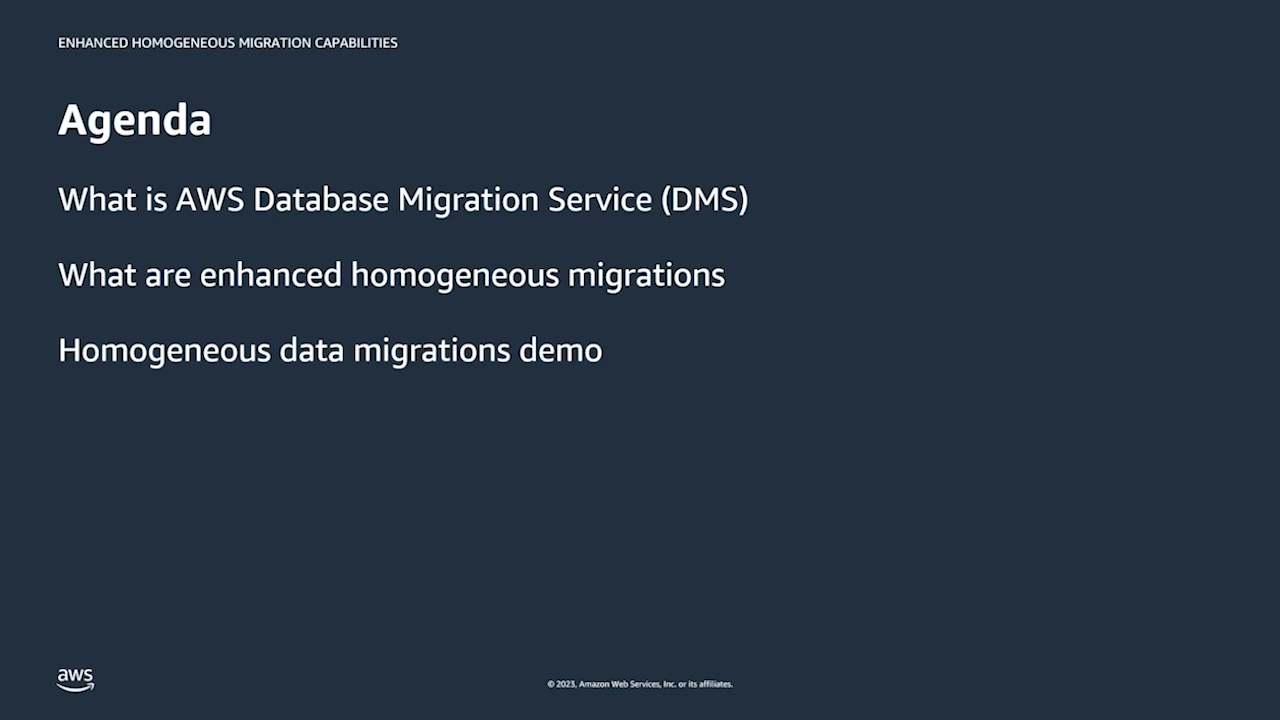 ENHANCED HOMOGENEOUS MIGRATION CAPABILITIES
Agenda
What is AWS Database Migration Service (DMS)
What are enhanced homogeneous migrations
Homogeneous data migrations demo
aws
© 2023, Amazon Web Services, Inc. or its affiliates.